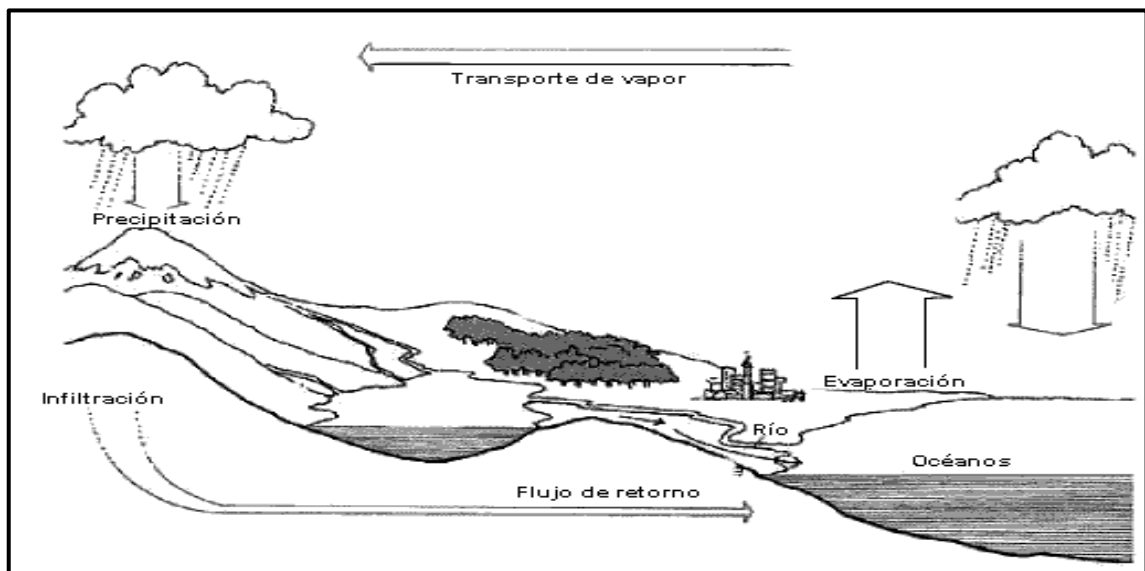 Transporte de vapor
Precipitación
Evaporación
Infiltración
Río
Océanos
Flujo de retorno